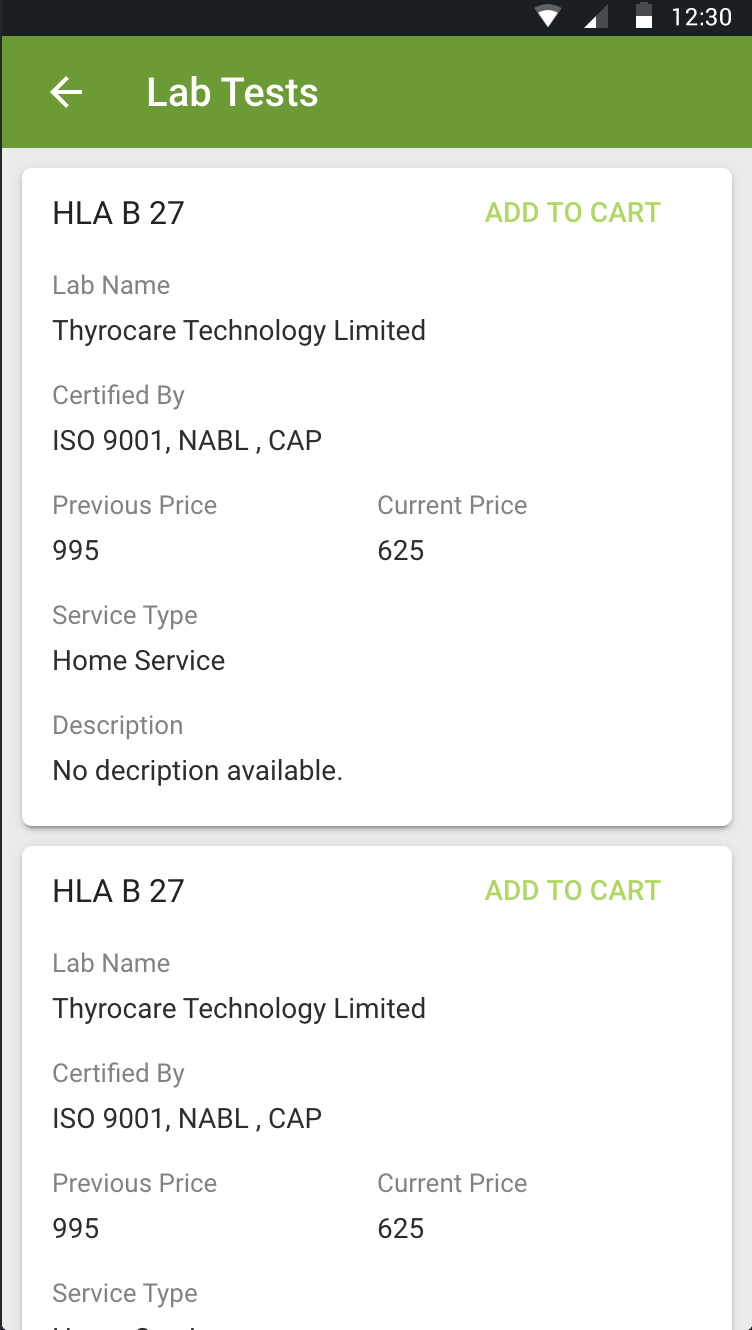 12:30
Lab Tests
HLA B 27 ADD TO CART
Lab Name
Thyrocare Technology Limited
Certified By
ISO 9001, NABL , CAP
Previous Price Current Price
995 625
Service Type
Home Service
Description
No decription available.
HLA B 27 ADD TO CART
Lab Name
Thyrocare Technology Limited
Certified By
ISO 9001, NABL , CAP
Previous Price Current Price
995 625
Service Type